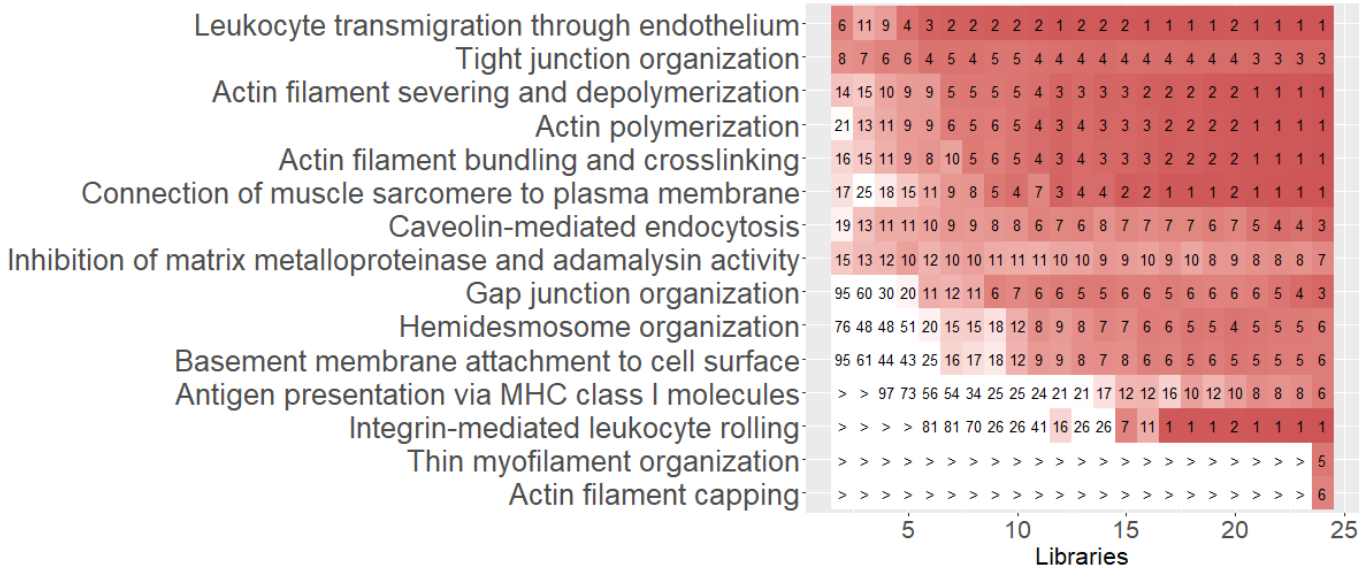 Leukocyte transmigration through endothelium 6 11 9 4 3 2 2 2 2 2 1 2 2 2 1 1 1 1 2 1 1 1 1
Tight junction organization 8 7 6 6 4 5 4 5 5 4 4 4 4 4 4 4 4 4 4 3 3 3 3
Actin filament severing and depolymerization 14 15 10 9 9 5 5 5 5 4 3 3 3 3 2 2 2 2 2 1 1 1 1
Actin polymerization 21 13 11 9 9 6 5 6 5 4 3 4 3 3 3 2 2 2 2 1 1 1 1
Actin filament bundling and crosslinking 16 15 11 9 8 10 5 6 5 4 3 4 3 3 3 2 2 2 2 1 1 1 1
Connection of muscle sarcomere to plasma membrane 17 25 18 15 11 9 8 5 4 7 3 4 4 2 2 1 1 1 2 1 1 1 1
Caveolin-mediated endocytosis 19 13 11 11 10 9 9 8 8 6 7 6 8 7 7 7 7 6 7 5 4 4 3
Inhibition of matrix metalloproteinase and adamalysin activity 15 13 12 10 12 10 10 11 11 11 10 10 9 9 10 9 10 8 9 8 8 8 7
Gap junction organization 95 60 30 20 11 12 11 6 7 6 6 5 5 6 6 5 6 6 6 6 5 4 3
Hemidesmosome organization 76 48 48 51 20 15 15 18 12 8 9 8 7 7 6 6 5 5 4 5 5 5 6
Basement membrane attachment to cell surface 95 61 44 43 25 16 17 18 12 9 9 8 7 8 6 6 5 6 5 5 5 5 6
Antigen presentation via MHC class I molecules > > 97 73 56 54 34 25 25 24 21 21 17 12 12 16 10 12 10 8 8 8 6
Integrin-mediated leukocyte rolling > > > > 81 81 70 26 26 41 16 26 26 7 11 1 1 1 2 1 1 1 1
Thin myofilament organization > > > > > > > > > > > > > > > > > > > > > > 5
Actin filament capping > > > > > > > > > > > > > > > > > > > > > > 6
5 10 15 20 25
Libraries